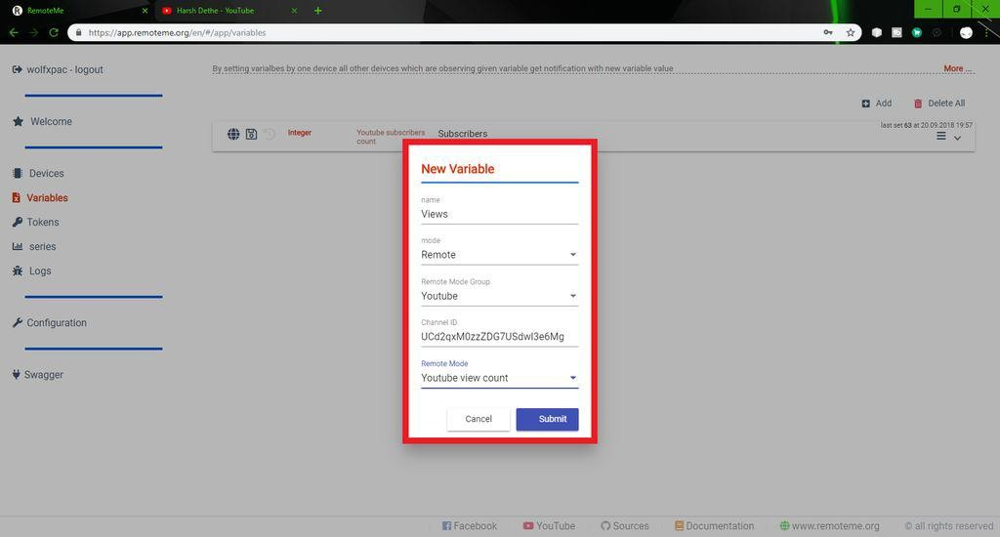 RemoteMe
Harsh Dethe - YouTube
https://app.remoteme.org/en/#/app/variables
wolfxpac - logout
By setting varialbes by one device all other deivces which are observing given variable get notification with new variable value
More ...
Add
Delete All
Welcome
Integer
Youtube subscribers
count
Subscribers
last set 63 at 20.09.2018 19:57
New Variable
Devices
Variables
Tokens
series
Logs
Configuration
Swagger
name
Views
mode
Remote
Remote Mode Group
Youtube
Channel ID
UCd2qxM0zzZDG7USdwl3e6Mg
Remote Mode
Youtube view count
Cancel
Submit
Facebook
YouTube
Sources
Documentation
www.remoteme.org
© all rights reserved